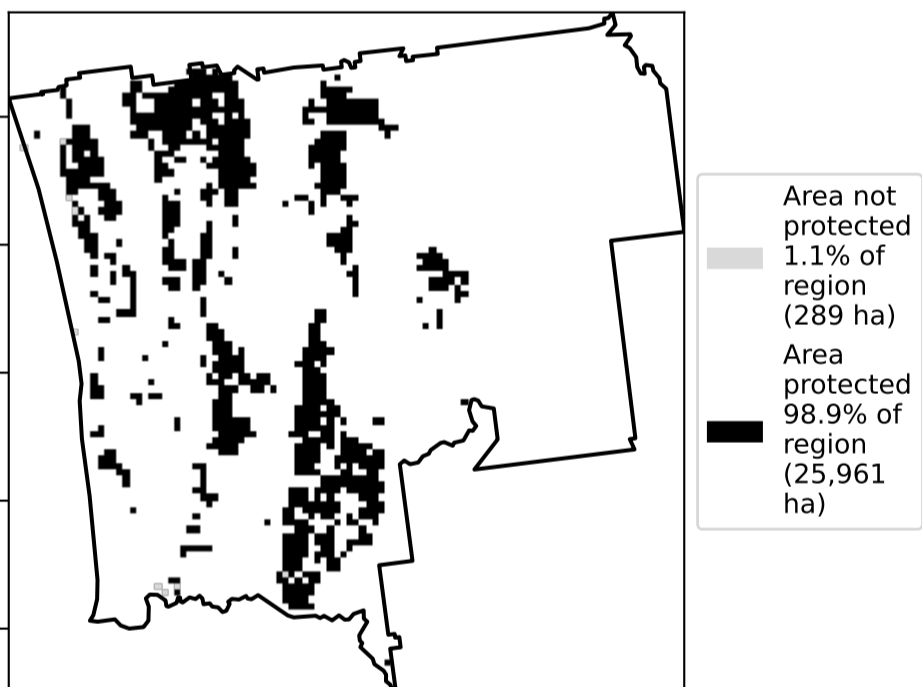 Area not
protected
1.1% of
region
(289 ha)
Area
protected
98.9% of
region
(25,961
ha)